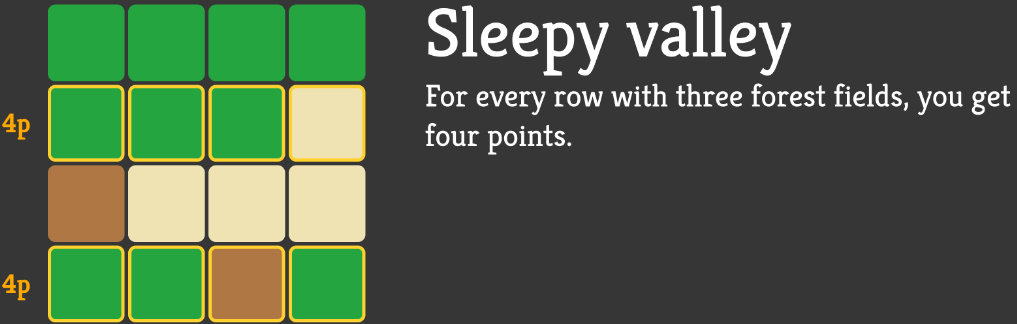 Sleepy valley
For every row with three forest fields, you get
four points.
4p
4p